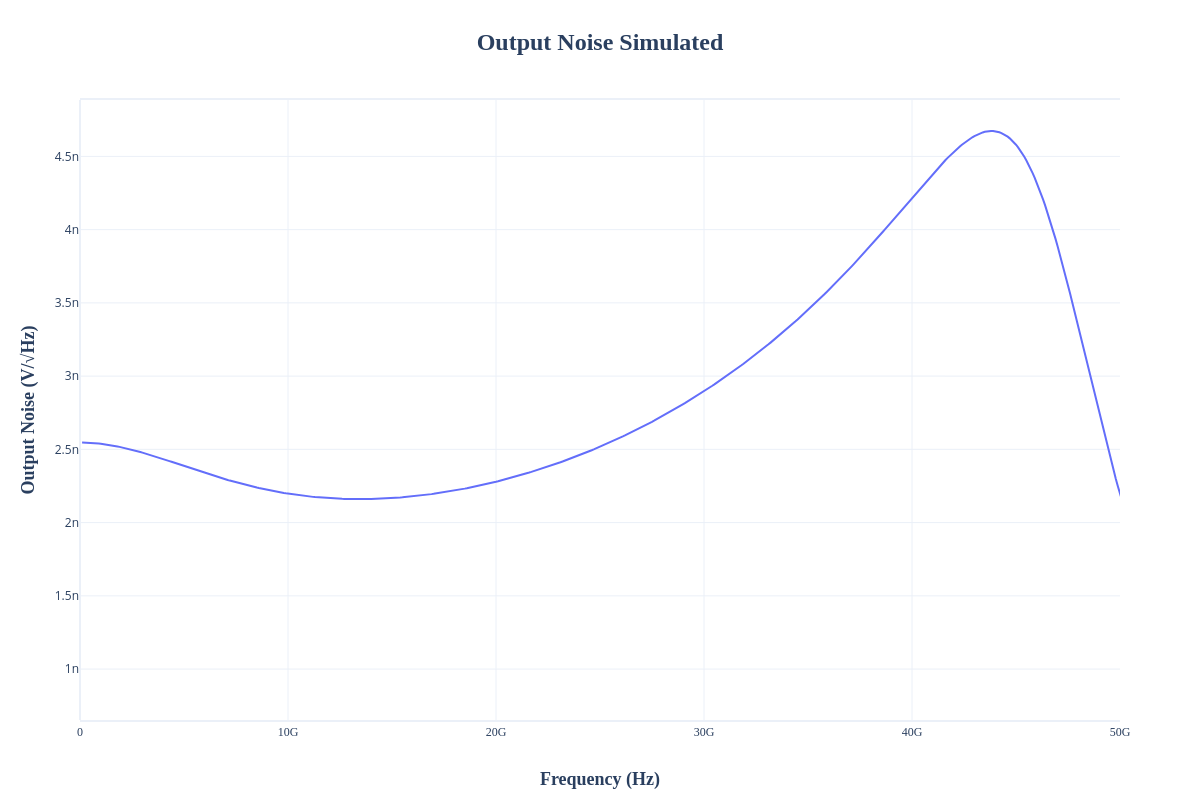 Output Noise Simulated
Output Noise (V/√Hz)
4.5n
4n
3.5n
3n
2.5n
2n
1.5n
1n
0
10G
20G
30G
40G
50G
Frequency (Hz)